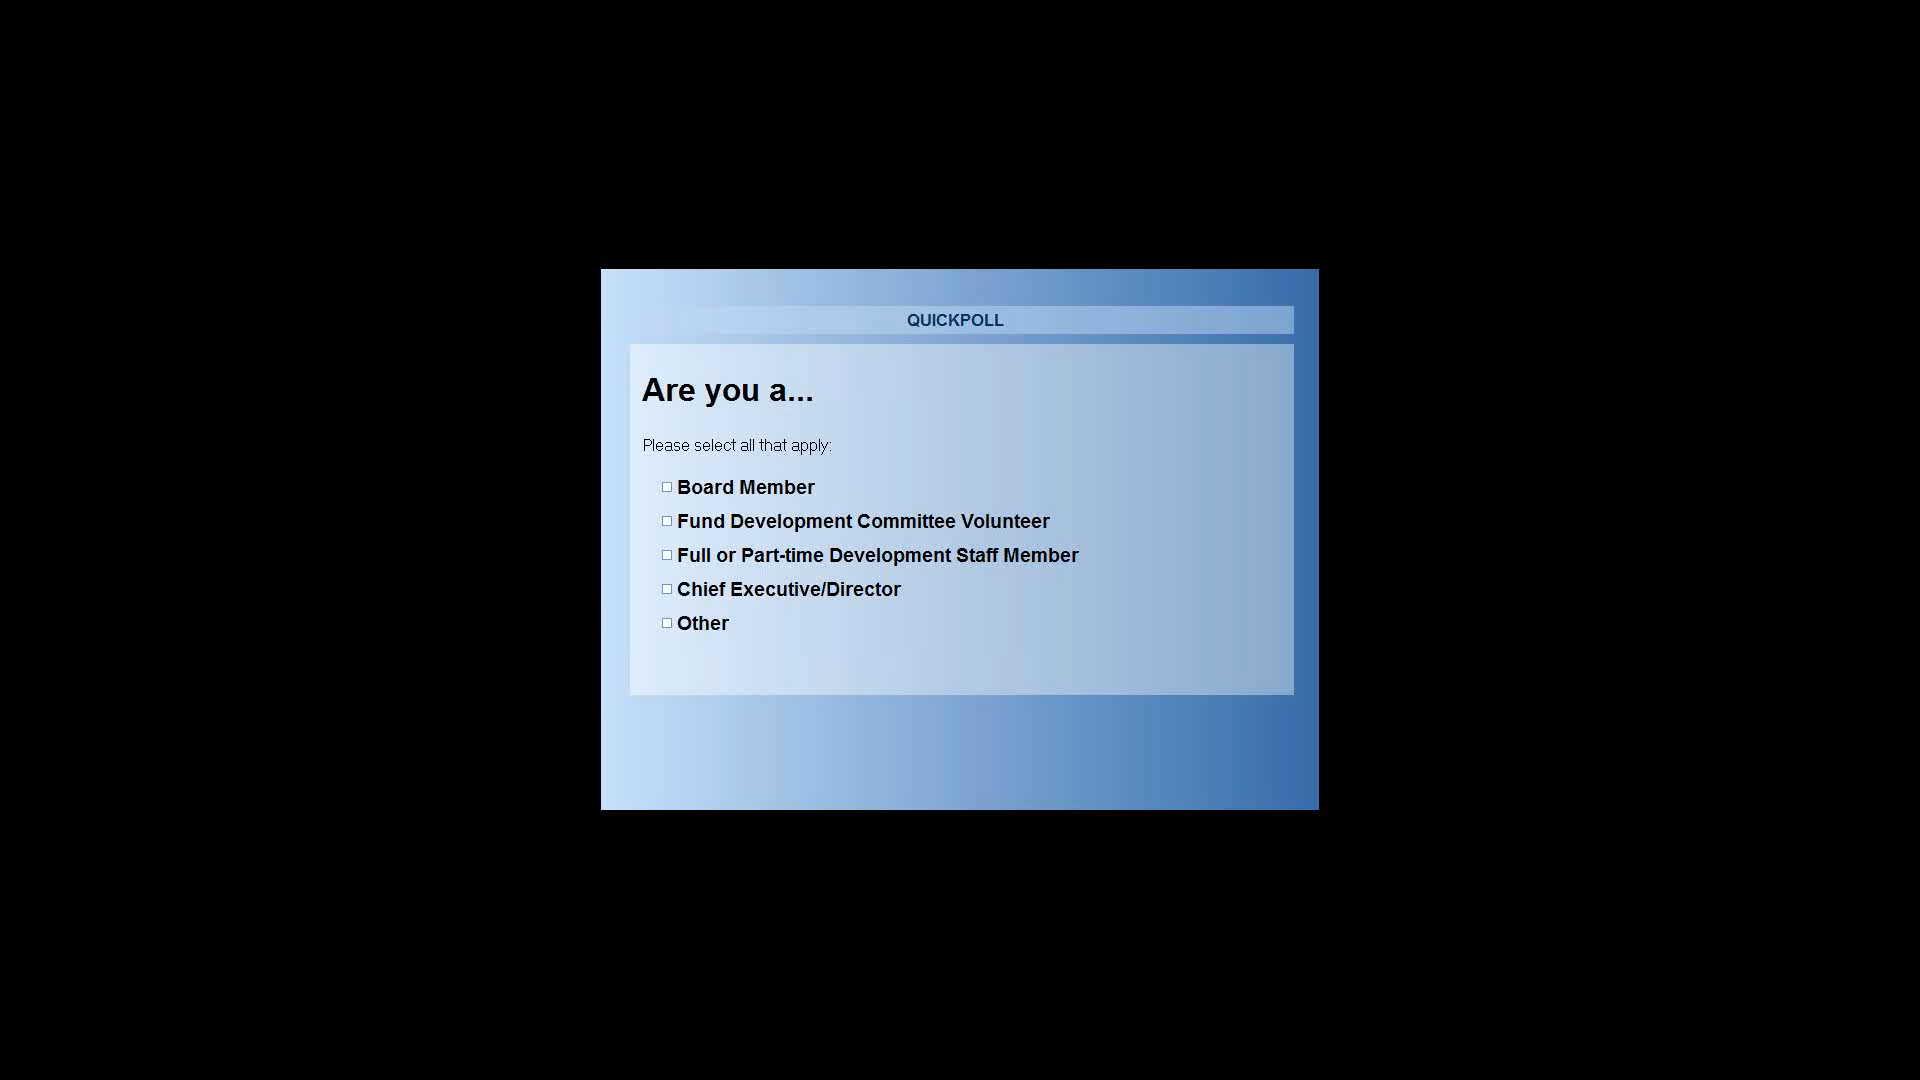 QUICKPOLL
Are you a...
Please select all that apply:
Board Member
Fund Development Committee Volunteer
Full or Part-time Development Staff Member
Chief Executive/Director
Other